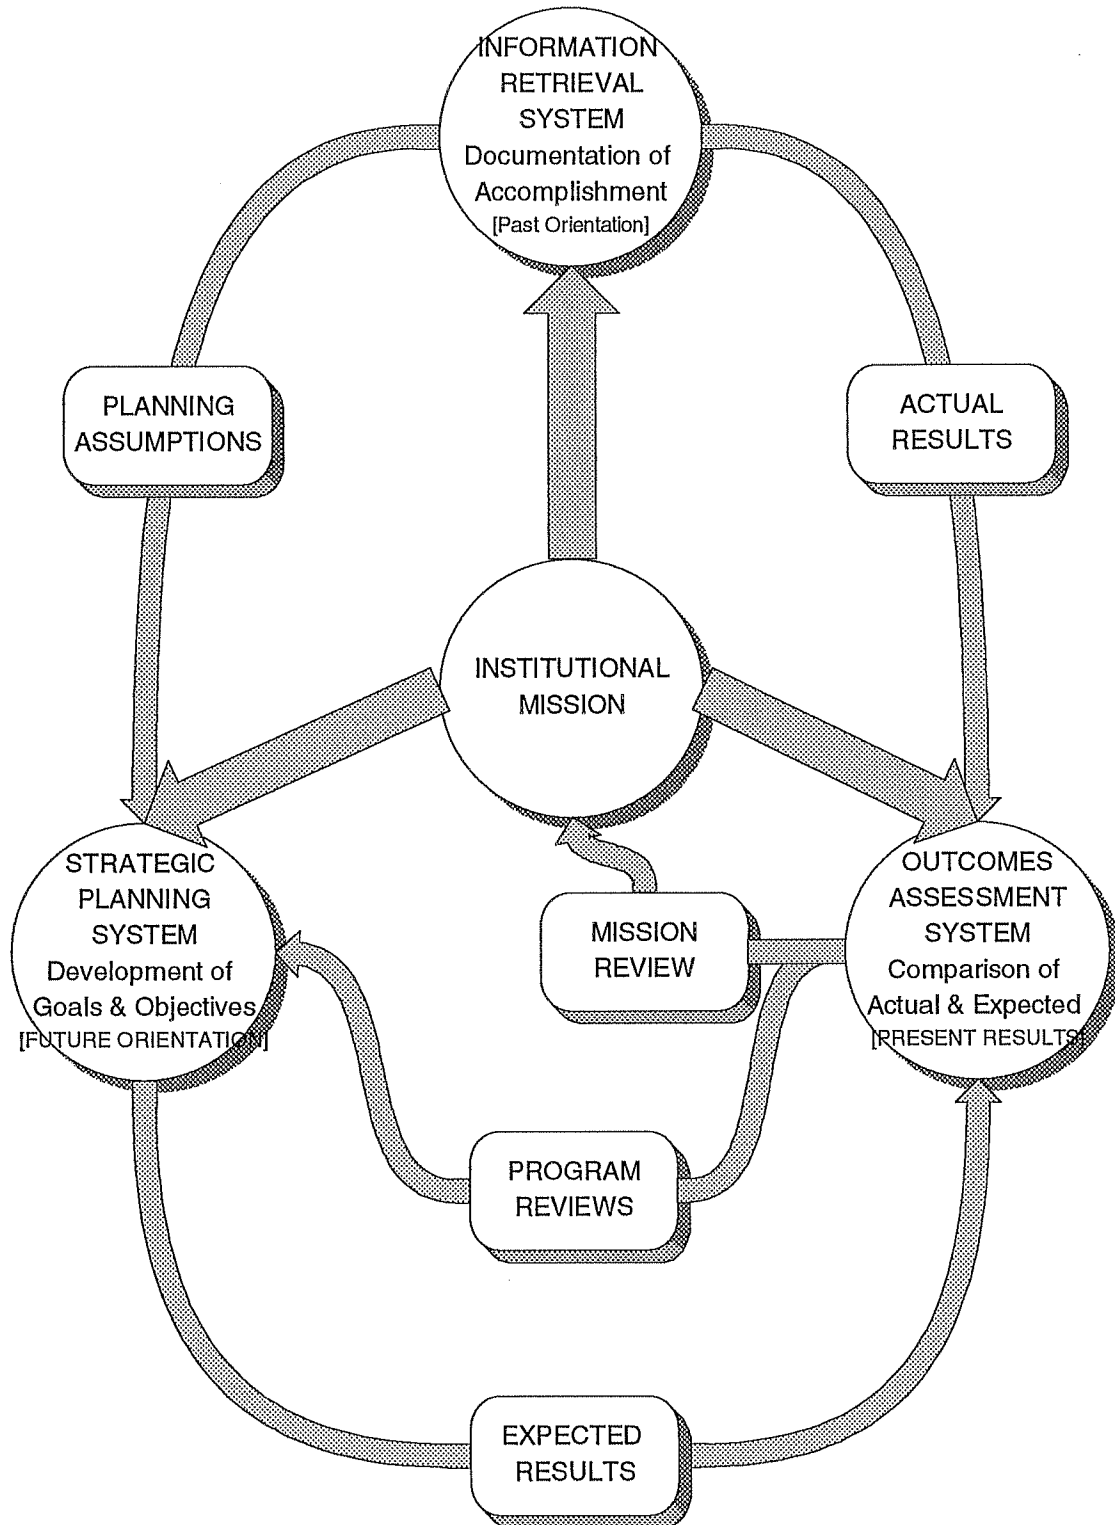 INFORMATION
RETRIEVAL
SYSTEM
Documentation of
Accomplishment
[Past Orientation]
PLANNING
ASSUMPTIONS
ACTUAL
RESULTS
INSTITUTIONAL
MISSION
STRATEGIC
PLANNING
SYSTEM
Development of
Goals & Objectives
[FUTURE ORIENTATION]
MISSION
REVIEW
OUTCOMES
ASSESSMENT
SYSTEM
Comparison of
Actual & Expected
[PRESENT RESULTS]
PROGRAM
REVIEWS
EXPECTED
RESULTS